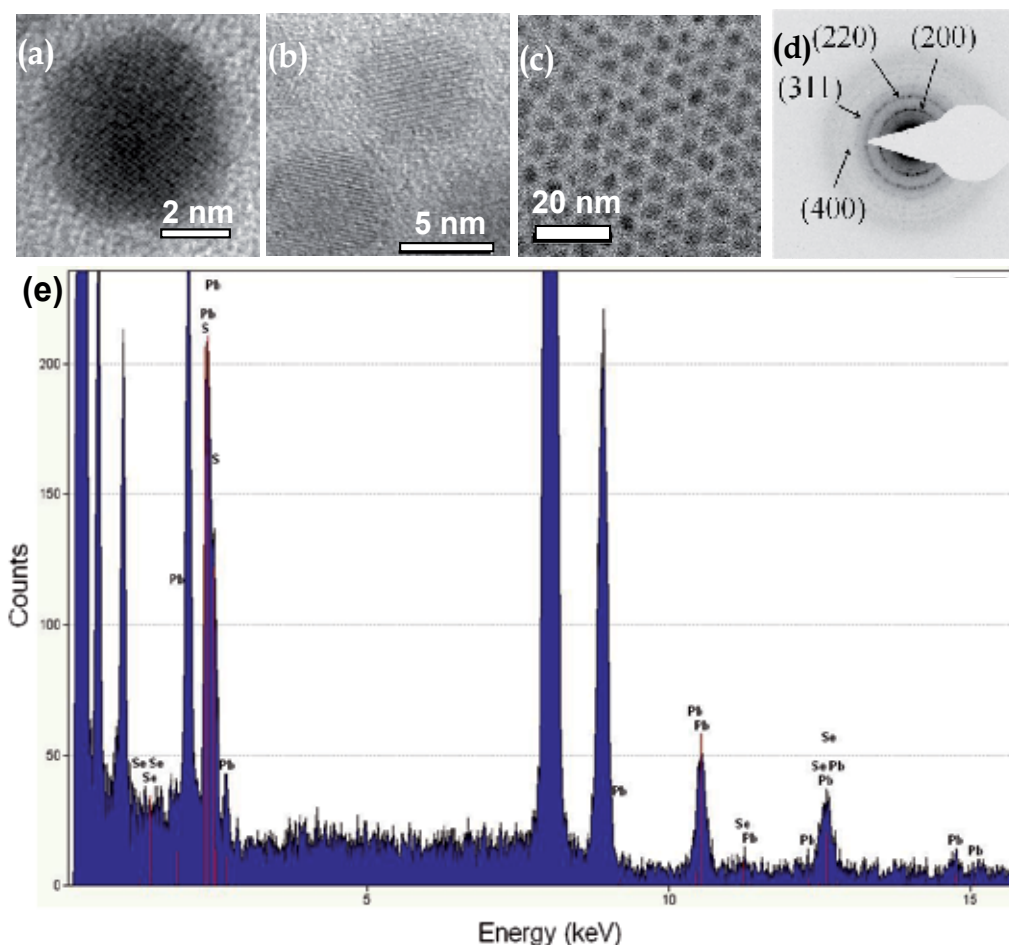 (a)
2 nm
(b)
5 nm
(c)
20 nm
(d)
(220)
(200)
(311)
(400)
(e)
Pb
Pb
S
S
Pb
Se Se
Se
Pb
Pb
Pb
Pb
Se
Pb
Se
Se Pb
Pb
Pb
Pb
200
150
100
50
0
Counts
5
10
15
Energy (keV)